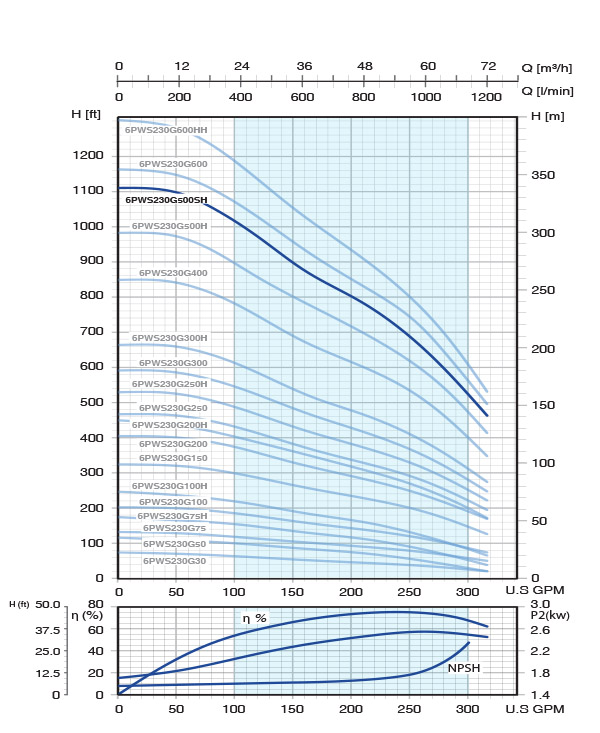 0 12 24 36 48 60 72 Q [m³/h]
0 200 400 600 800 1000 1200 Q [l/min]
H [ft] H [m]
6PWS230G600HH
1200
6PWS230G600
350
1100
6PWS230Gs00SH
1000
6PWS230Gs00H
300
900
6PWS230G400
250
800
700
6PWS230G300H
200
600
6PWS230G300
6PWS230G2s0H
150
500
6PWS230G2s0
6PWS230G200H
400
6PWS230G200
6PWS230G1s0
100
300
6PWS230G100H
200
6PWS230G100
6PWS230G7sH
50
6PWS230G7s
100
6PWS230Gs0
6PWS230G30
0 0
0 50 100 150 200 250 300 U.S GPM
H (ft) 50.0 80 3.0
η (%) η % P2(kw)
37.5 60 2.6
25.0 40 2.2
NPSH
12.5 20 1.8
0 0 1.4
0 50 100 150 200 250 300 U.S GPM